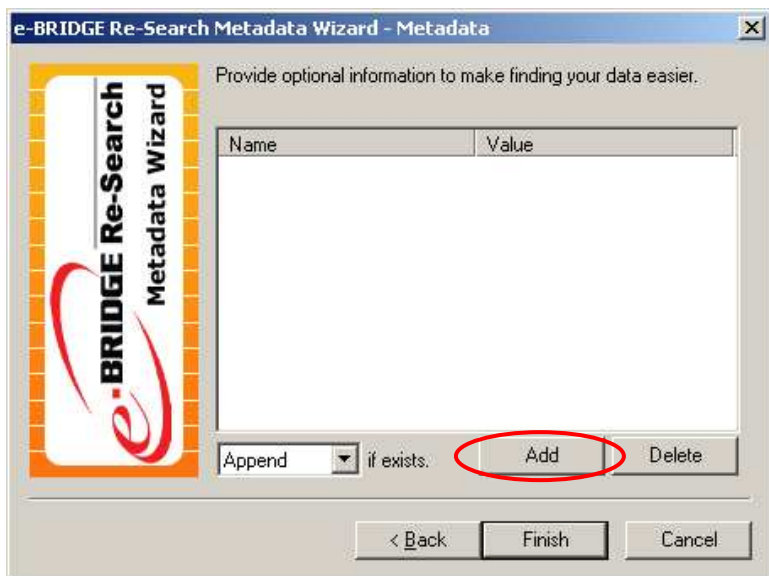 e-BRIDGE Re-Search Metadata Wizard - Metadata
e-BRIDGE Re-Search
Metadata Wizard
Provide optional information to make finding your data easier.
Name Value
Append if exists. Add Delete
< Back Finish Cancel